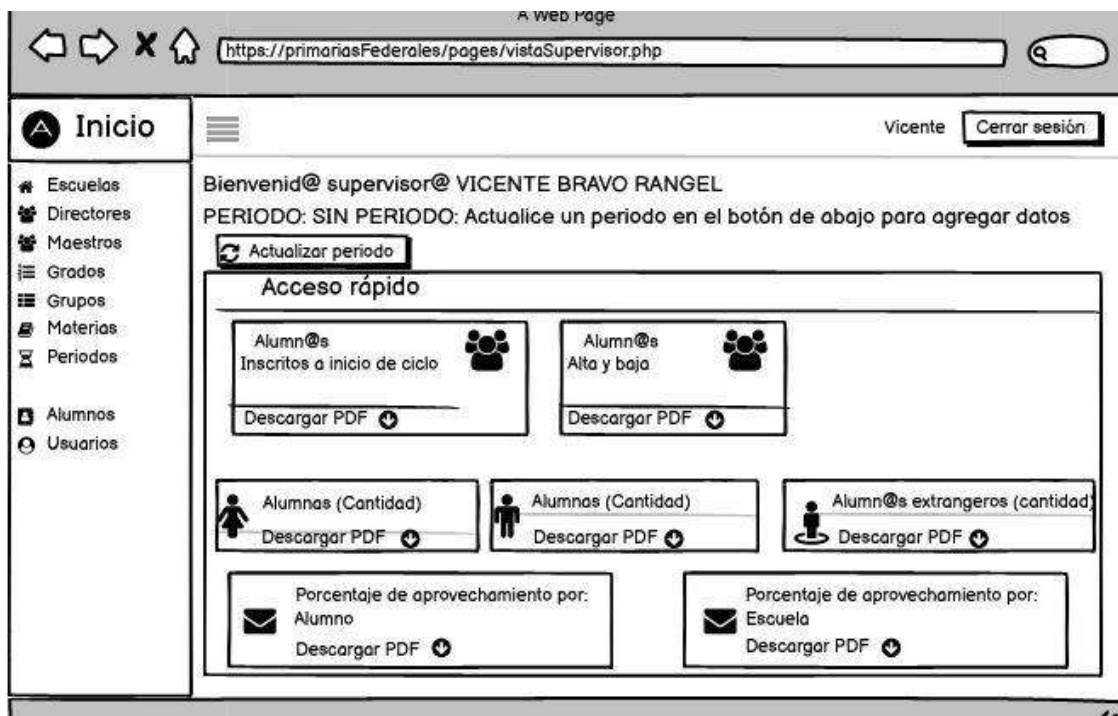 A Web Page
https://primariasFederales/pages/vistaSupervisor.php
Inicio
Vicente
Cerrar sesión
Escuelas
Directores
Maestros
Grados
Grupos
Materias
Periodos
Alumnos
Usuarios
Bienvenid@ supervisor@ VICENTE BRAVO RANGEL
PERIODO: SIN PERIODO: Actualice un periodo en el botón de abajo para agregar datos
Actualizar periodo
Acceso rápido
Alumn@s
Inscritos a inicio de ciclo
Descargar PDF
Alumn@s
Alta y baja
Descargar PDF
Alumnas (Cantidad)
Descargar PDF
Alumnas (Cantidad)
Descargar PDF
Alumn@s extrangeros (cantidad)
Descargar PDF
Porcentaje de aprovechamiento por:
Alumno
Descargar PDF
Porcentaje de aprovechamiento por:
Escuela
Descargar PDF